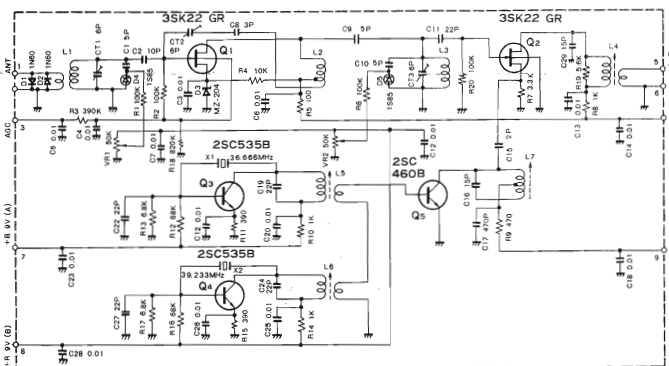 3SK22 GR
3SK22 GR
C8 3P
C9 5P
C11 22P
L1
CT1 6P
C1 5P
C2 10P
CT2
6P
Q1
L2
C10 5P
L3
Q2
C29 15P
L4
ANT
1
D1
1N60
D2
1N60
D4
1S85
R1 100K
R2 100K
C3 0.01
D3
MZ-204
R4 10K
C6 0.01
R5 100
R6 100K
D5
1S85
CT3 6P
R20 100K
R7 3.3K
R19 5.6K
R8 1K
5
6
AGC
3
R3 390K
C5 0.01
C4 0.01
VR1 50K
C7 0.01
R18 820K
2SC535B
X1
36.666MHz
VR2 50K
C12 0.01
2SC
460B
C15
2P
C13 0.01
C14 0.01
Q3
C19
22P
L5
Q5
C16 15P
L7
C22 22P
R13 6.8K
R12 68K
C12 0.01
R11 390
C20 0.01
R10 1K
C17 470P
R9 470
+B 9V (A)
7
C23 0.01
2SC535B
39.233MHz
X2
C18 0.01
9
Q4
C24
22P
L6
C27 22P
R17 6.8K
R16 68K
C26 0.01
R15 390
C25 0.01
R14 1K
+R 9V (B)
8
C28 0.01